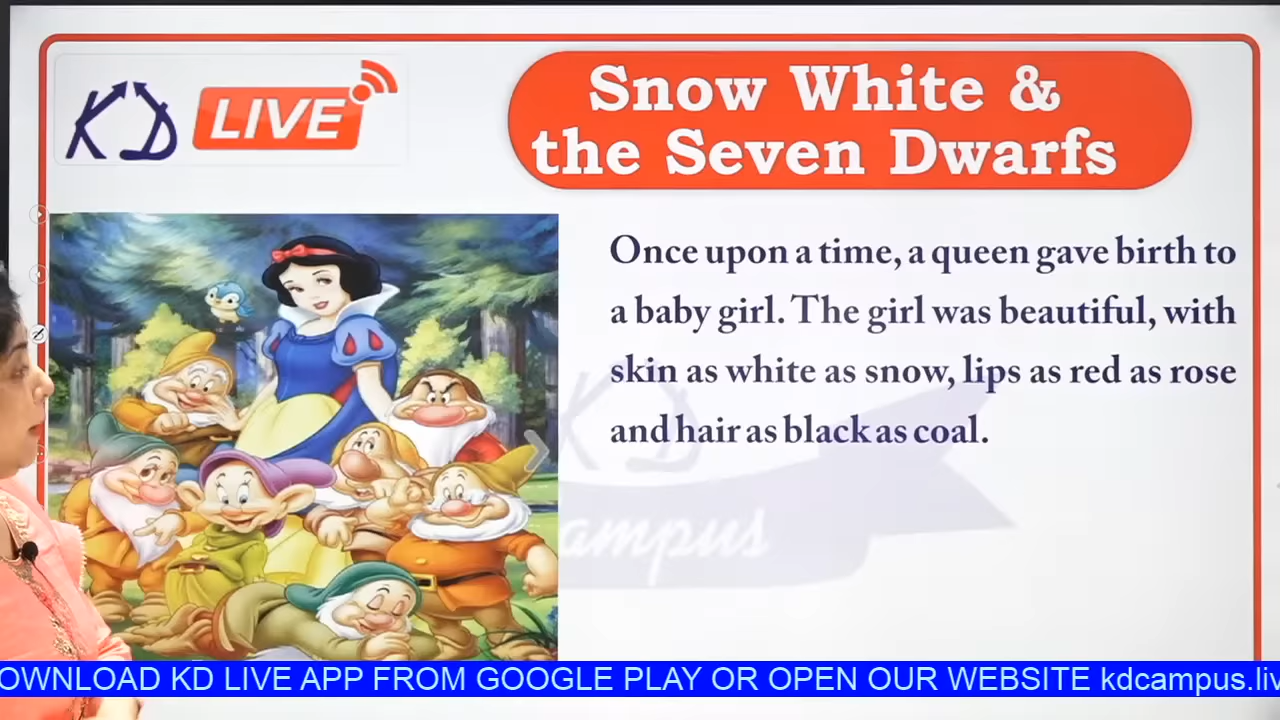 KD LIVE
Snow White &
the Seven Dwarfs
Once upon a time, a queen gave birth to
a baby girl. The girl was beautiful, with
skin as white as snow, lips as red as rose
and hair as black as coal.
KD
ampus
OWNLOAD KD LIVE APP FROM GOOGLE PLAY OR OPEN OUR WEBSITE kdcampus.liv